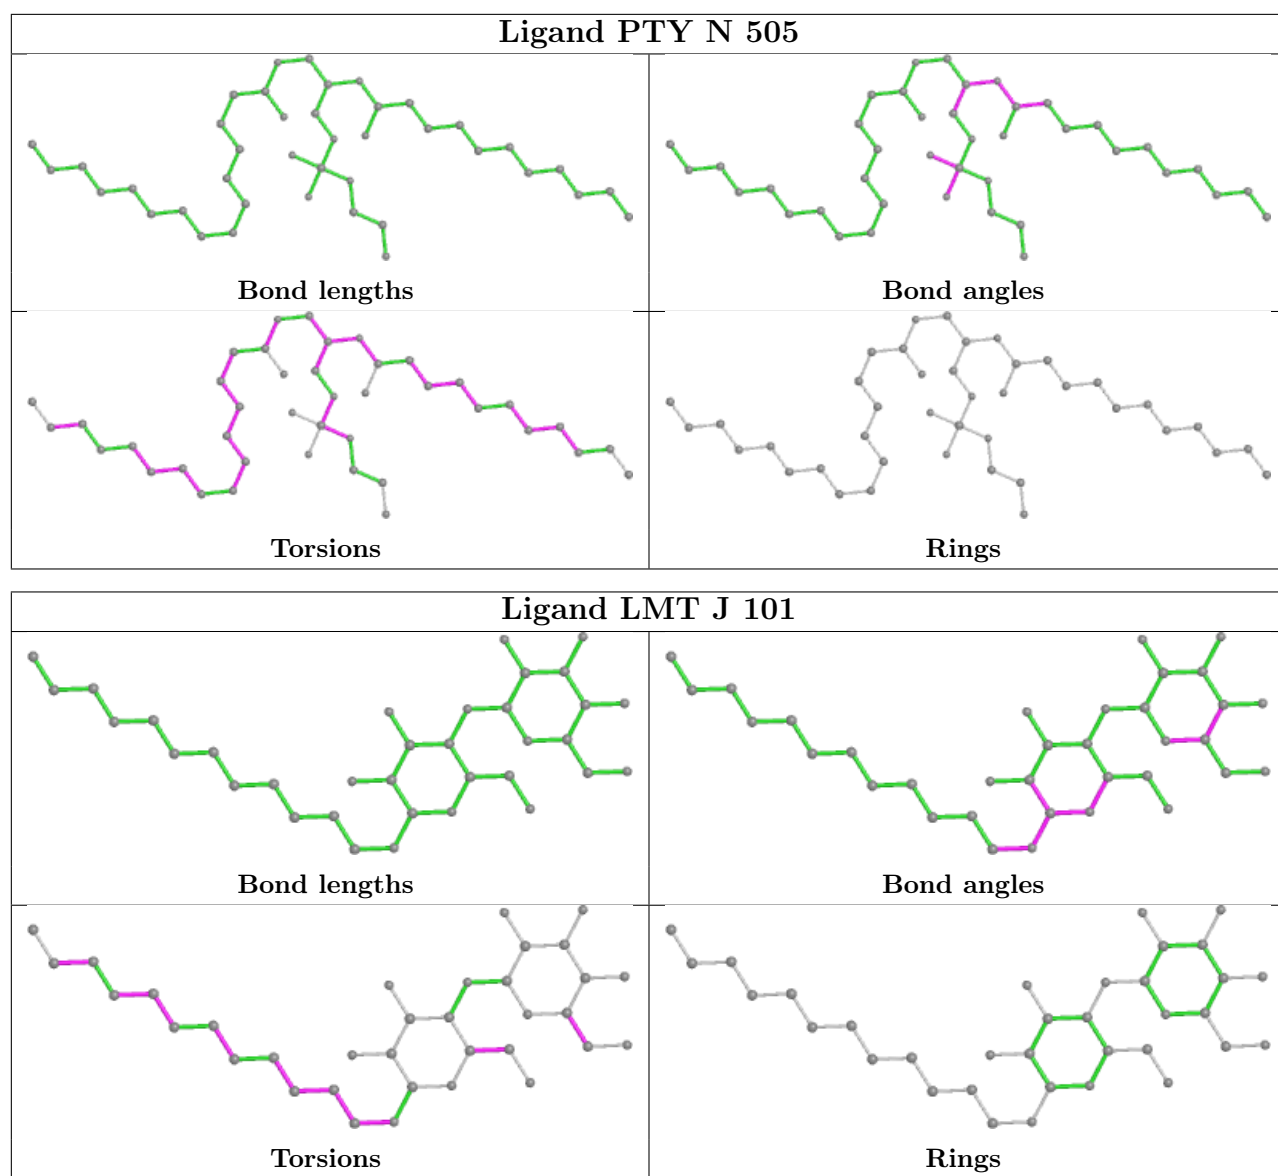 Ligand PTY N 505
Bond lengths
Bond angles
Torsions
Rings
Ligand LMT J 101
Bond lengths
Bond angles
Torsions
Rings